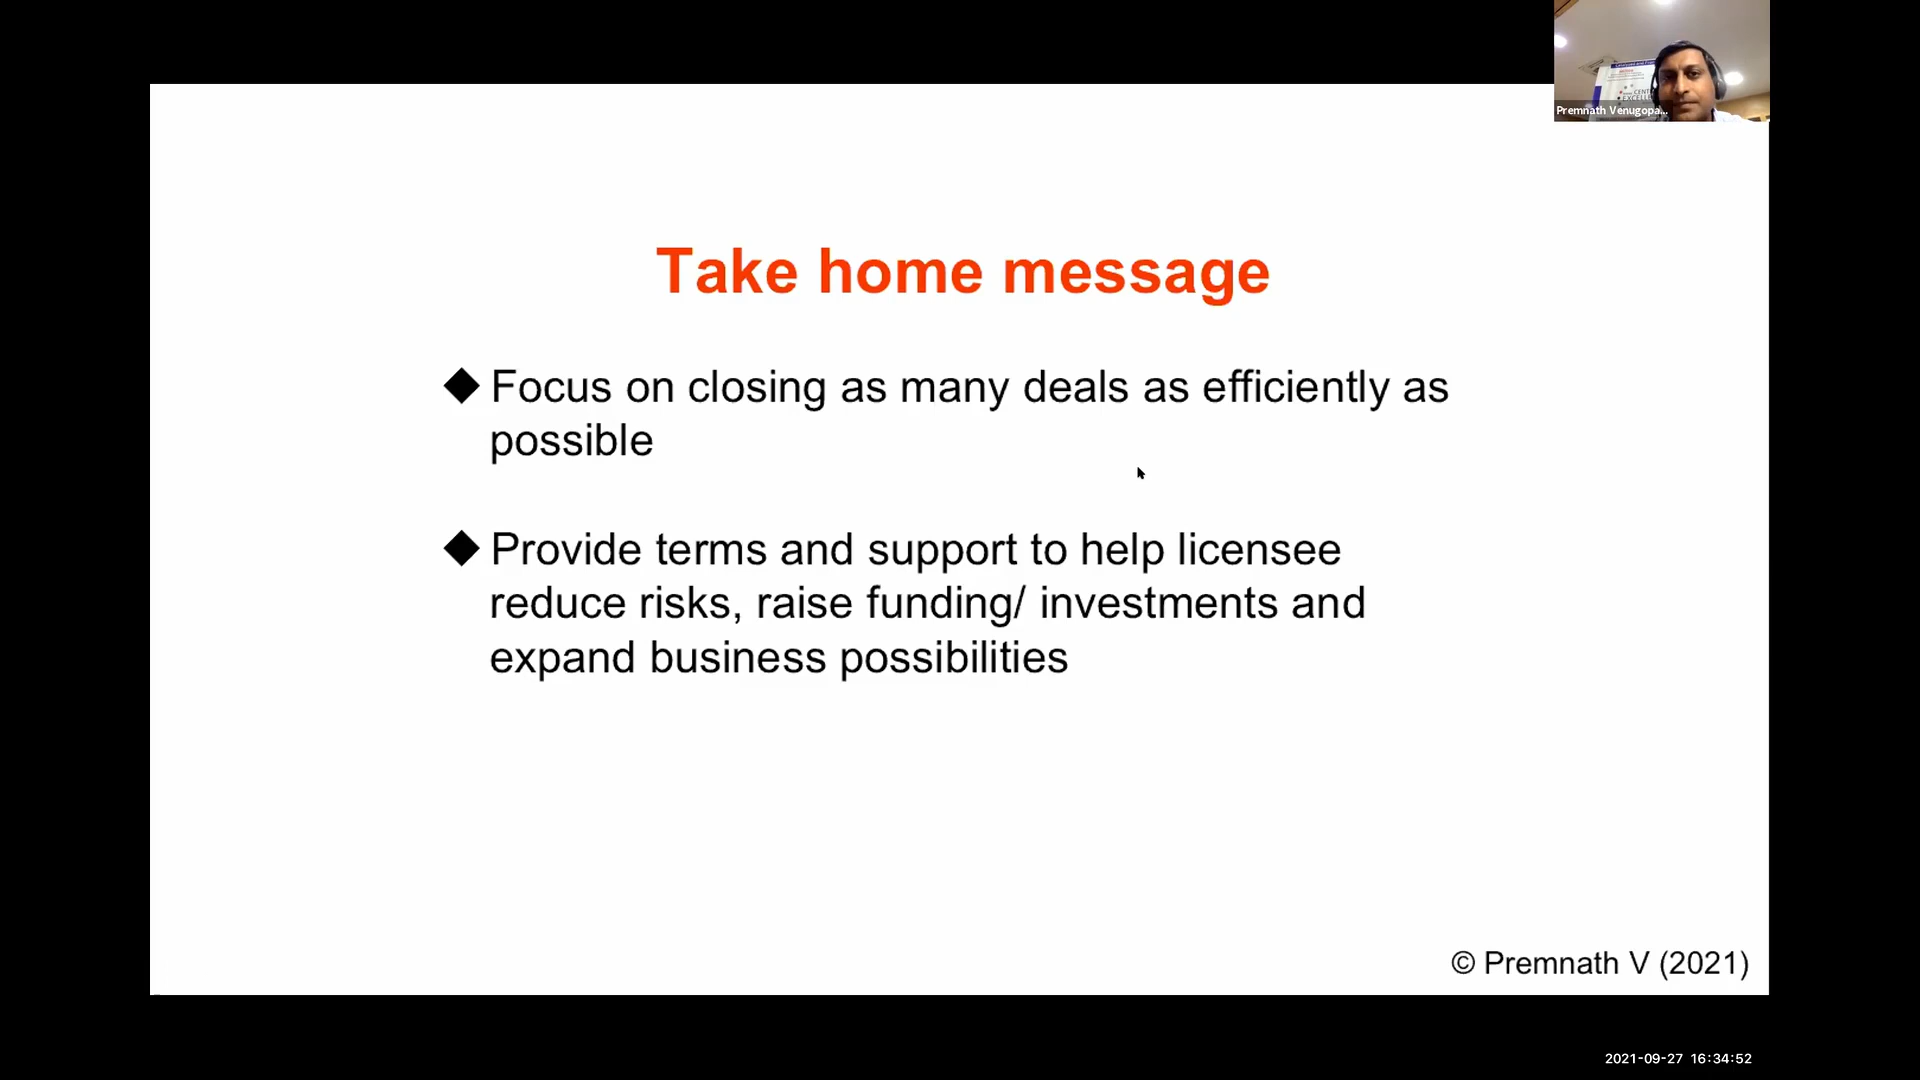 Premnath Venugopa...
Take home message
◆ Focus on closing as many deals as efficiently as
possible
◆ Provide terms and support to help licensee
reduce risks, raise funding/ investments and
expand business possibilities
© Premnath V (2021)
2021-09-27 16:34:52